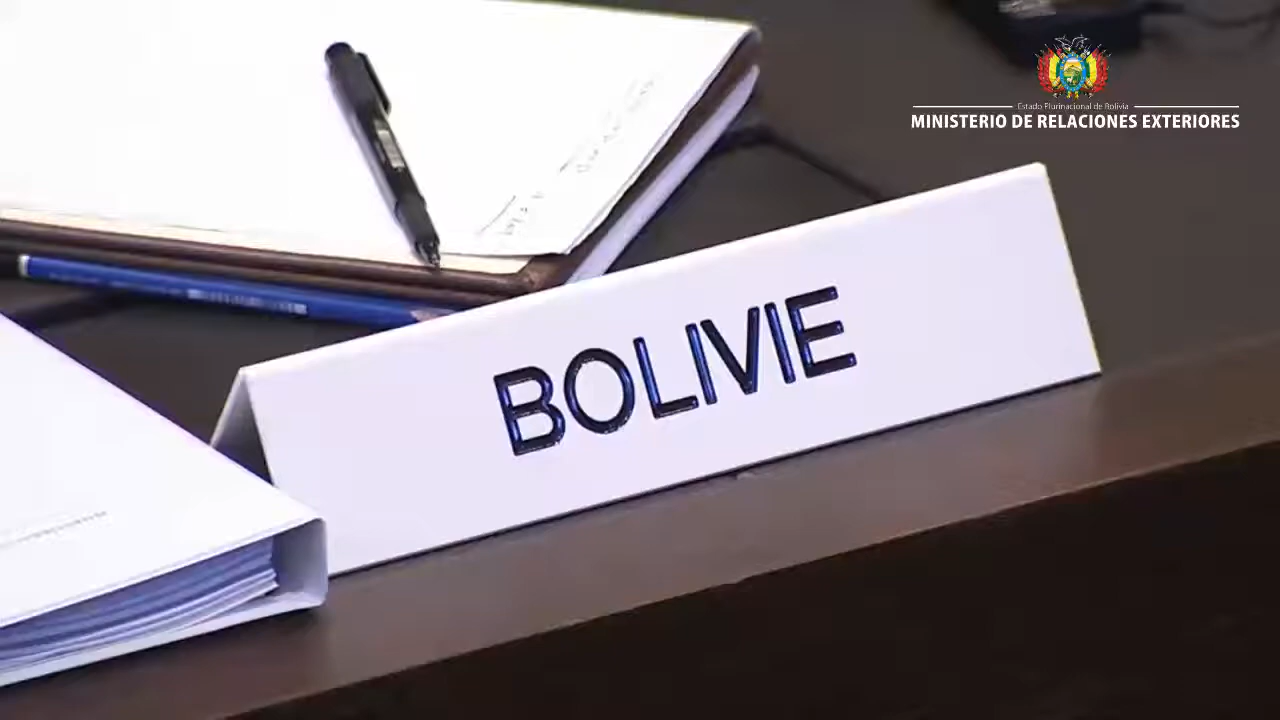 Estado Plurinacional de Bolivia
MINISTERIO DE RELACIONES EXTERIORES
BOLIVIE